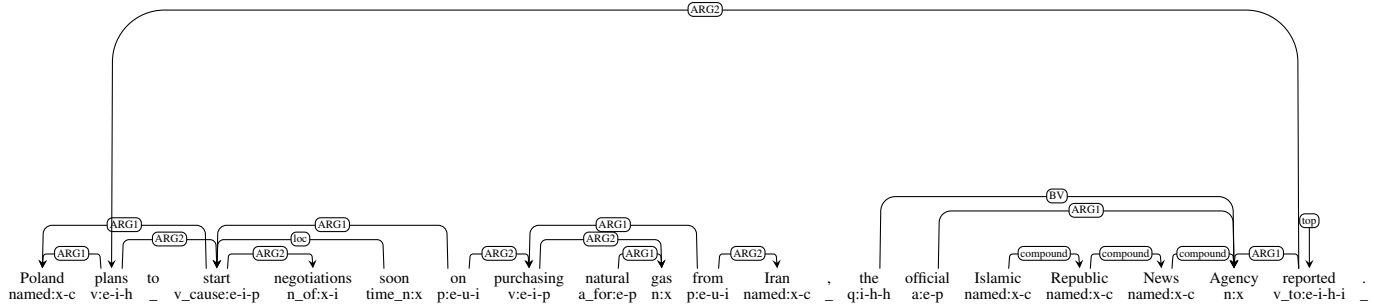 ARG2
BV
ARG1 ARG1 ARG1 ARG1 top
ARG2 loc ARG2
ARG1 ARG2 ARG2 ARG1 ARG2 compound compound compound ARG1
Poland plans to start negotiations soon on purchasing natural gas from Iran , the official Islamic Republic News Agency reported .
named:x-c v:e-i-h _ v_cause:e-i-p n_of:x-i time_n:x p:e-u-i v:e-i-p a_for:e-p n:x p:e-u-i named:x-c _ q:i-h-h a:e-p named:x-c named:x-c named:x-c n:x v_to:e-i-h-i _